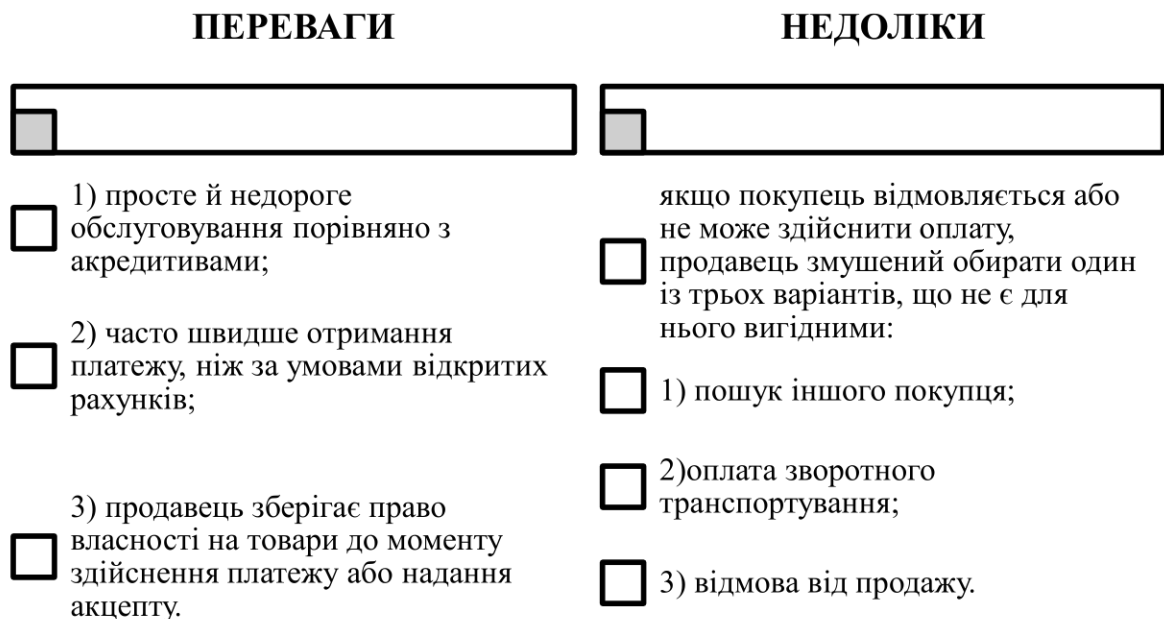 ПЕРЕВАГИ
1) просте й недороге
обслуговування порівняно з
акредитивами;
2) часто швидше отримання
платежу, ніж за умовами відкритих
рахунків;
3) продавець зберігає право
власності на товари до моменту
здійснення платежу або надання
акцепту.
НЕДОЛІКИ
якщо покупець відмовляється або
не може здійснити оплату,
продавець змушений обирати один
із трьох варіантів, що не є для
нього вигідними:
1) пошук іншого покупця;
2)оплата зворотного
транспортування;
3) відмова від продажу.